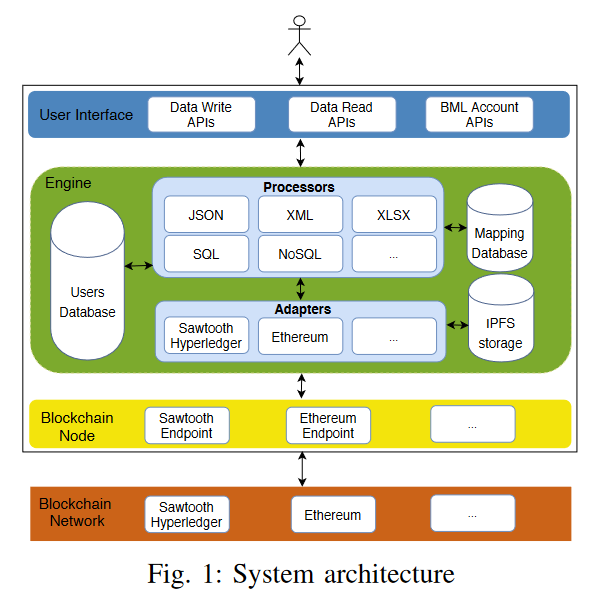 User Interface
Data Write
APIs
Data Read
APIs
BML Account
APIs
Engine
Processors
JSON
XML
XLSX
SQL
NoSQL
...
Users
Database
Mapping
Database
Adapters
Sawtooth
Hyperledger
Ethereum
...
IPFS
storage
Blockchain
Node
Sawtooth
Endpoint
Ethereum
Endpoint
...
Blockchain
Network
Sawtooth
Hyperledger
Ethereum
...
Fig. 1: System architecture